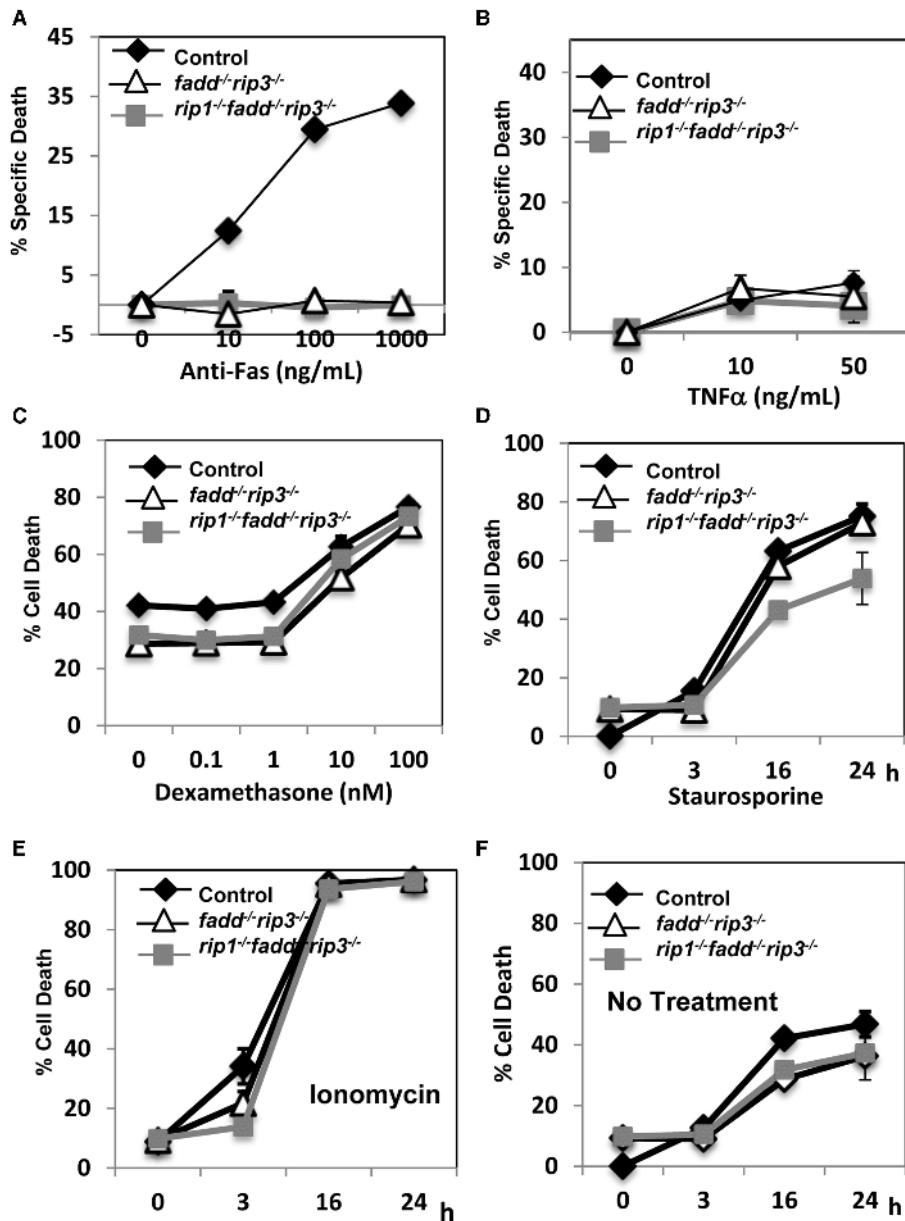 A
45
35
25
15
5
-5
% Specific Death
Control
fadd-/-rip3-/-
rip1-/-fadd-/-rip3-/-
0 10 100 1000
Anti-Fas (ng/mL)
B
40
30
20
10
0
% Specific Death
Control
fadd-/-rip3-/-
rip1-/-fadd-/-rip3-/-
0 10 50
TNFα (ng/mL)
C
100
80
60
40
20
0
% Cell Death
Control
fadd-/-rip3-/-
rip1-/-fadd-/-rip3-/-
0 0.1 1 10 100
Dexamethasone (nM)
D
100
80
60
40
20
0
% Cell Death
Control
fadd-/-rip3-/-
rip1-/-fadd-/-rip3-/-
0 3 16 24 h
Staurosporine
E
100
80
60
40
20
0
% Cell Death
Control
fadd-/-rip3-/-
rip1-/-fadd-/-rip3-/-
Ionomycin
0 3 16 24 h
F
100
80
60
40
20
0
% Cell Death
Control
fadd-/-rip3-/-
rip1-/-fadd-/-rip3-/-
No Treatment
0 3 16 24 h